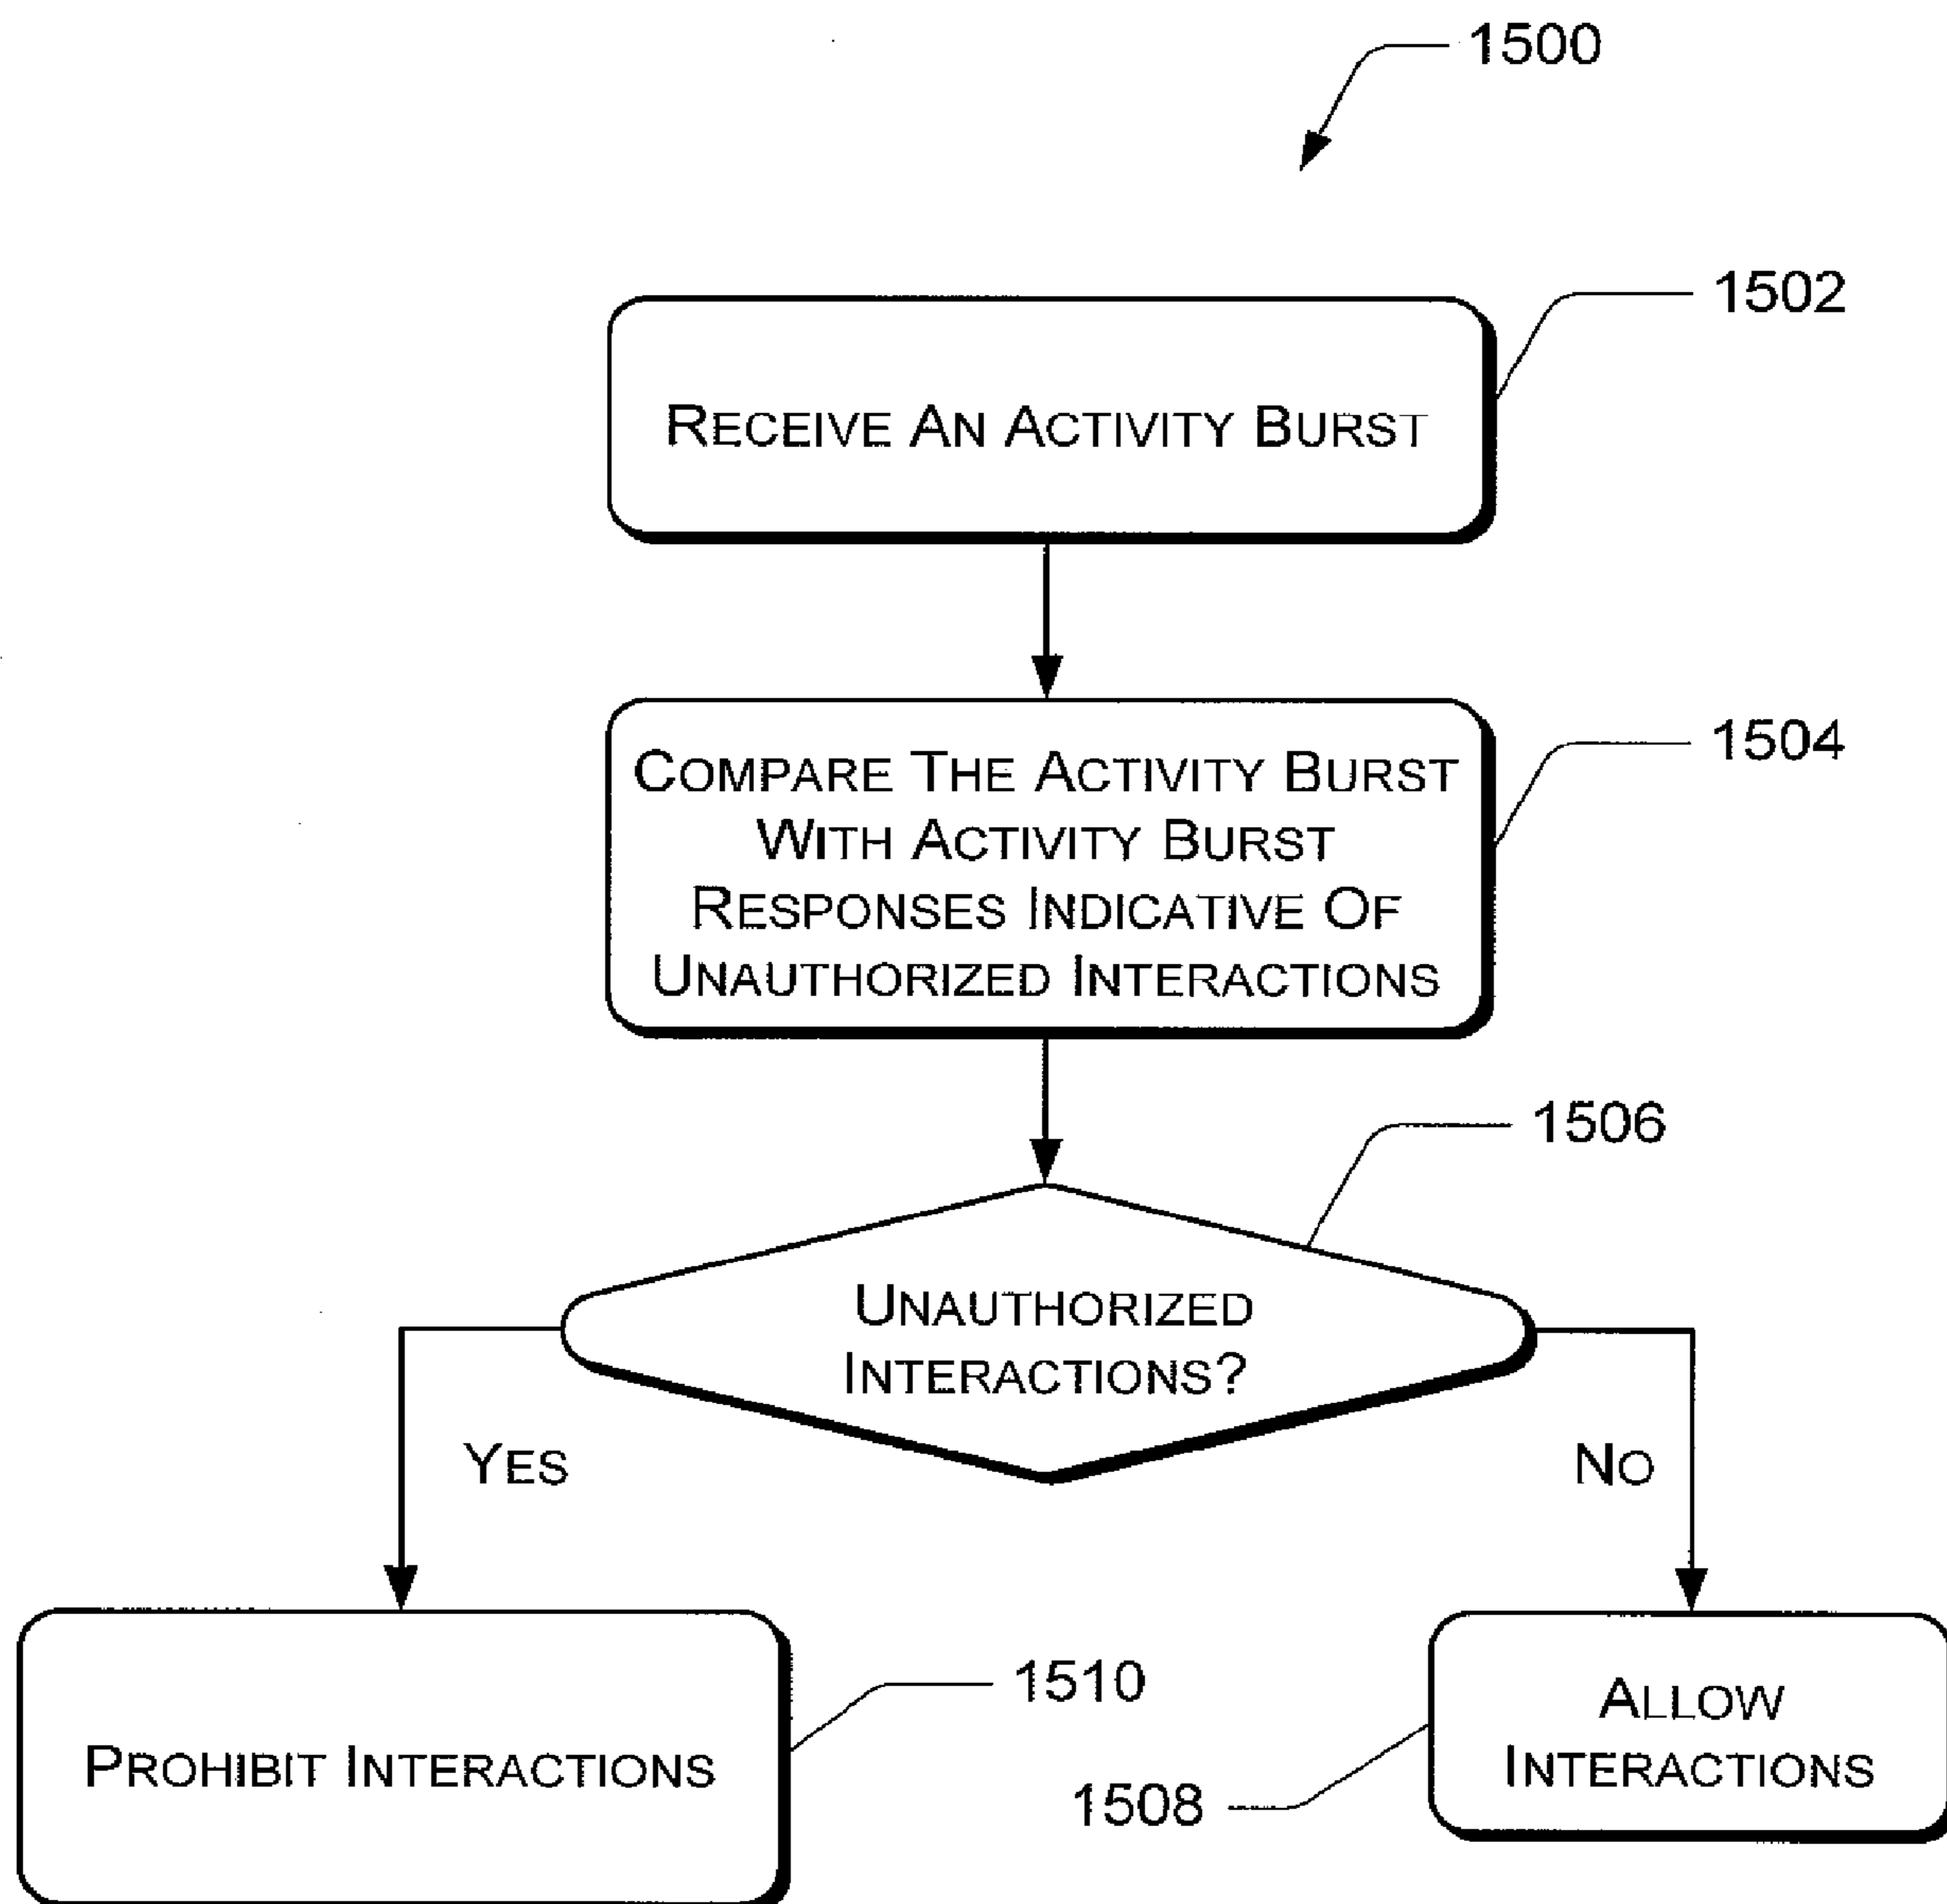 1500
1502
RECEIVE AN ACTIVITY BURST
1504
COMPARE THE ACTIVITY BURST
WITH ACTIVITY BURST
RESPONSES INDICATIVE OF
UNAUTHORIZED INTERACTIONS
1506
UNAUTHORIZED
INTERACTIONS?
YES
NO
1510
PROHIBIT INTERACTIONS
ALLOW
INTERACTIONS
1508